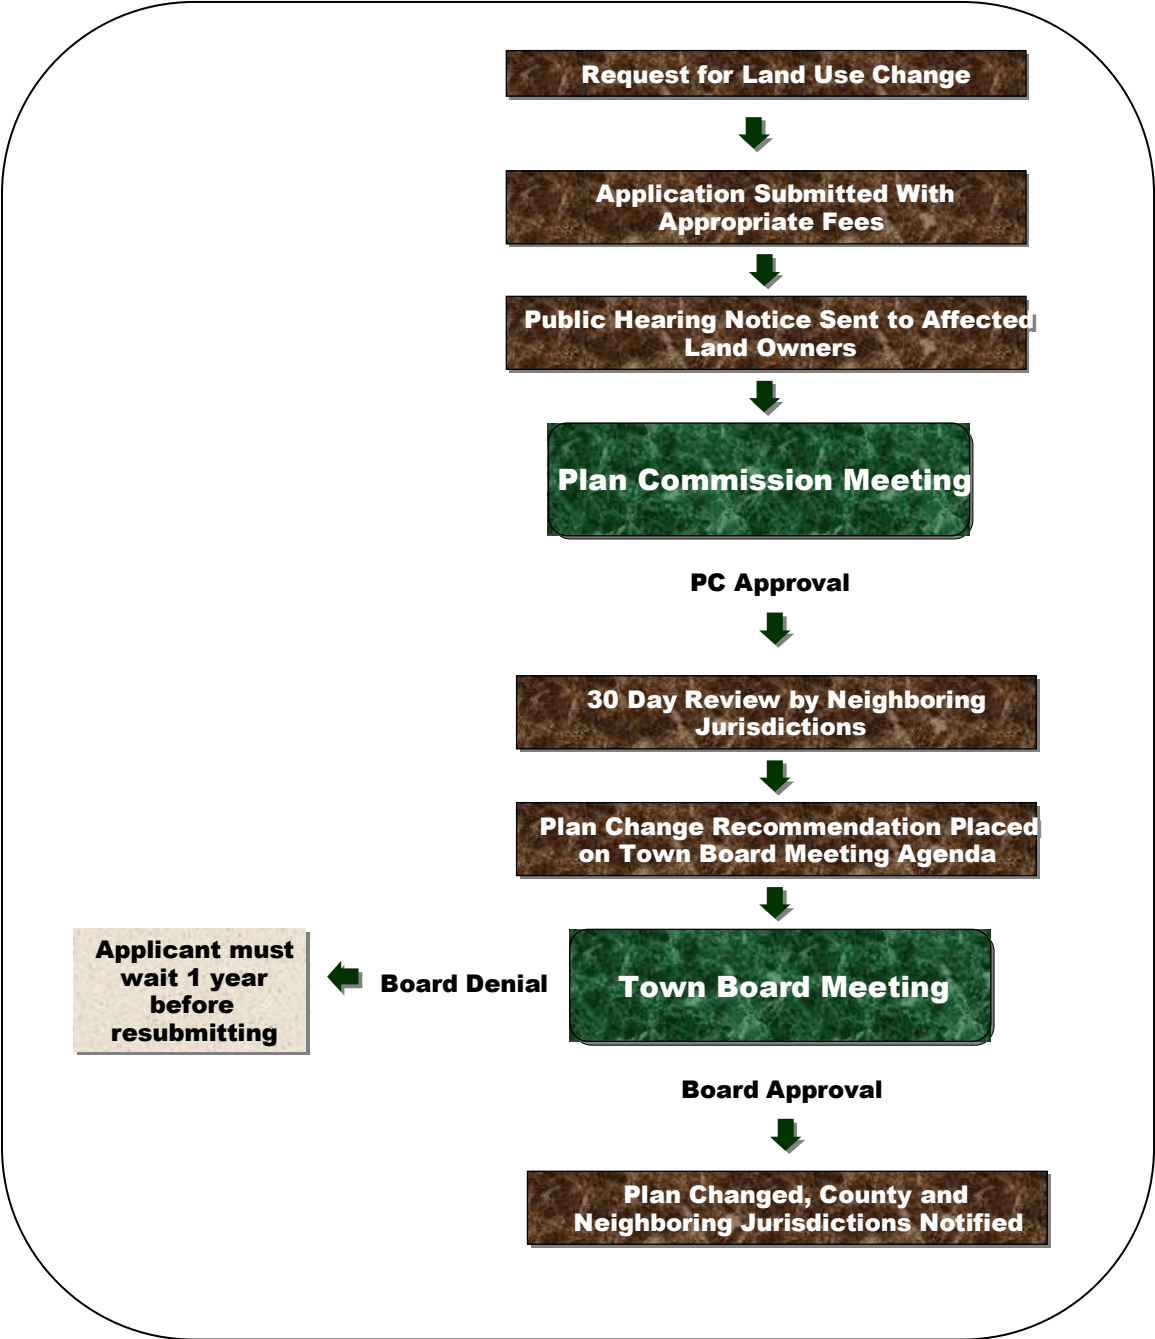 Request for Land Use Change
Application Submitted With
Appropriate Fees
Public Hearing Notice Sent to Affected
Land Owners
Plan Commission Meeting
PC Approval
30 Day Review by Neighboring
Jurisdictions
Plan Change Recommendation Placed
on Town Board Meeting Agenda
Applicant must
wait 1 year
before
resubmitting
Board Denial
Town Board Meeting
Board Approval
Plan Changed, County and
Neighboring Jurisdictions Notified